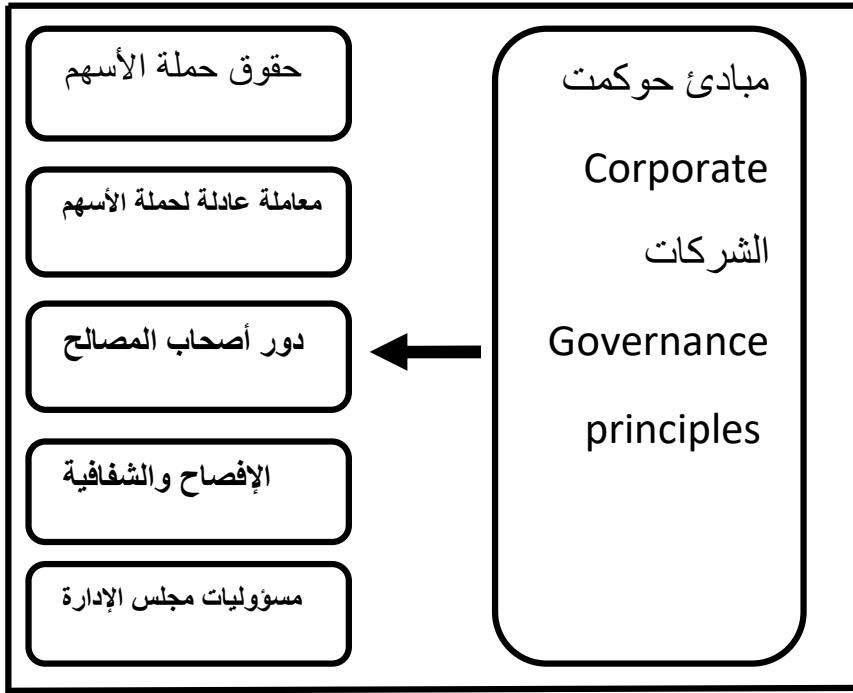 مبادئ حوكمت
Corporate
الشركات
Governance
principles
حقوق حملة الأسهم
معاملة عادلة لحملة الأسهم
دور أصحاب المصالح
الإفصاح والشفافية
مسؤوليات مجلس الإدارة